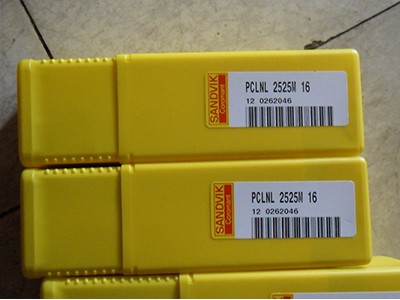 SANDVIK
Coromant
PCLNL 2525M 16
12 0262046
SANDVIK
Coromant
PCLNL 2525M 16
12 0262046